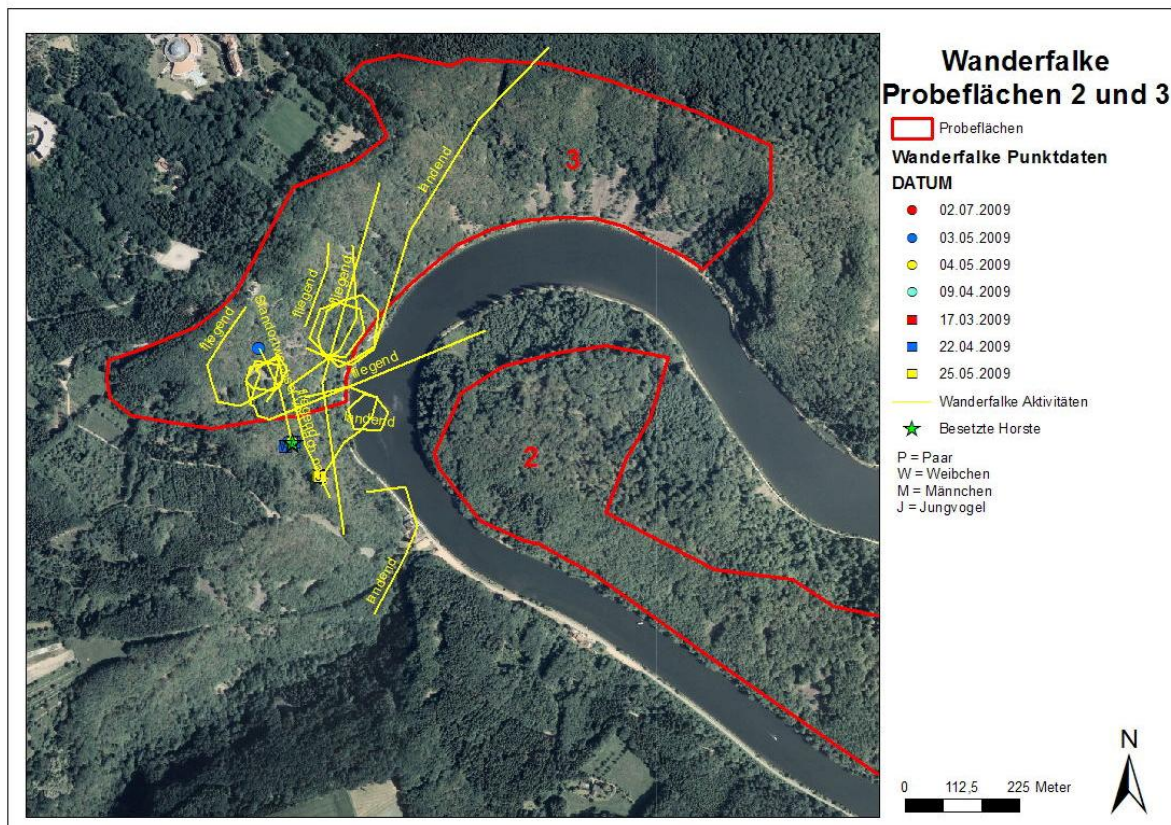 Wanderfalke
Probeflächen 2 und 3
Probeflächen
Wanderfalke Punktdaten
DATUM
02.07.2009
03.05.2009
04.05.2009
09.04.2009
17.03.2009
22.04.2009
25.05.2009
Wanderfalke Aktivitäten
Besetzte Horste
P = Paar
W = Weibchen
M = Männchen
J = Jungvogel
N
0 112,5 225 Meter
3
2
landend
fliegend
fliegend
fliegend
fliegend
landend
landend
J